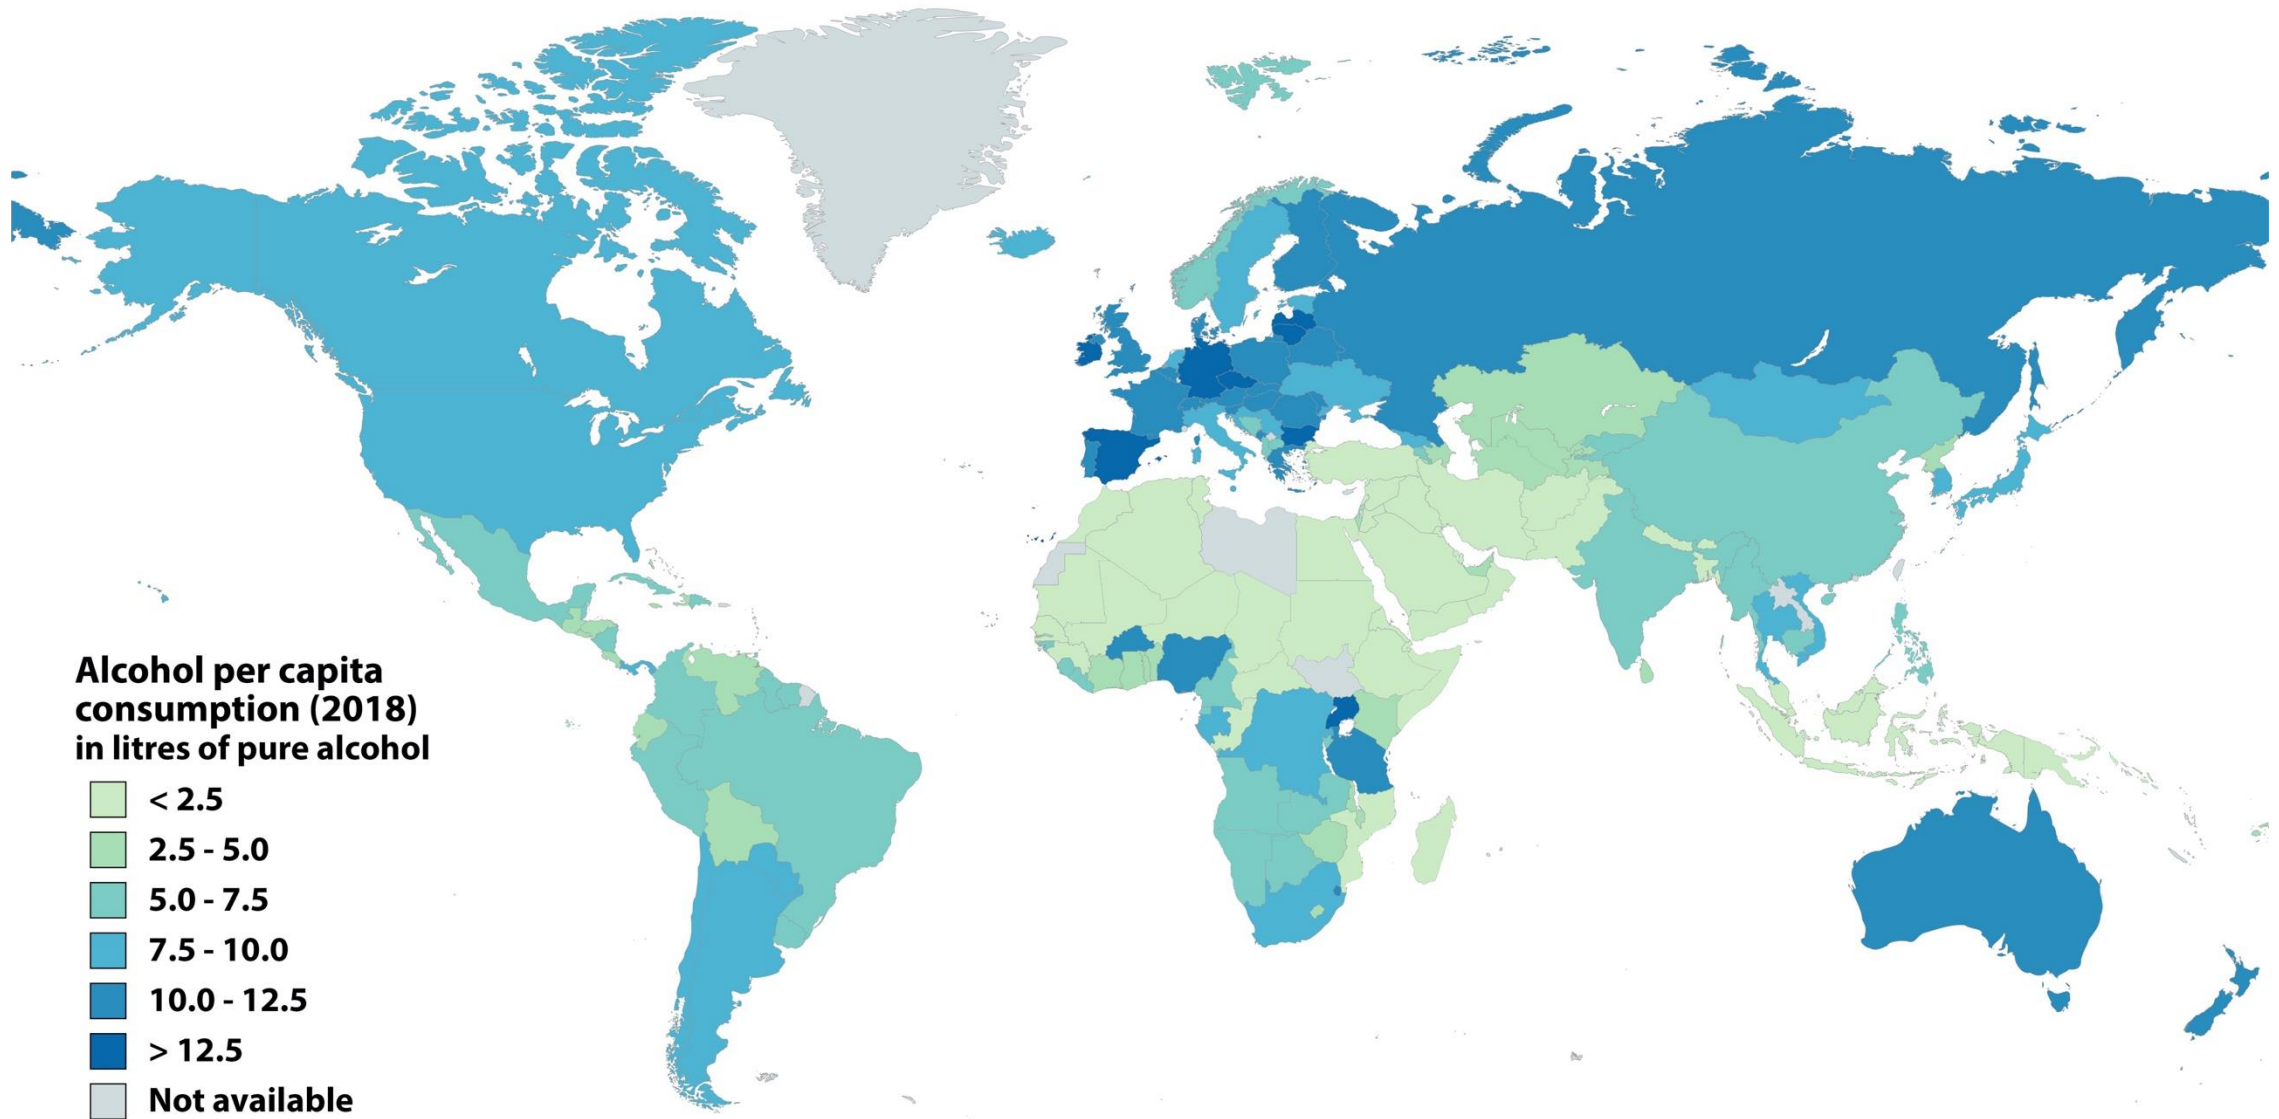 Alcohol per capita
consumption (2018)
in litres of pure alcohol
< 2.5
2.5 - 5.0
5.0 - 7.5
7.5 - 10.0
10.0 - 12.5
> 12.5
Not available